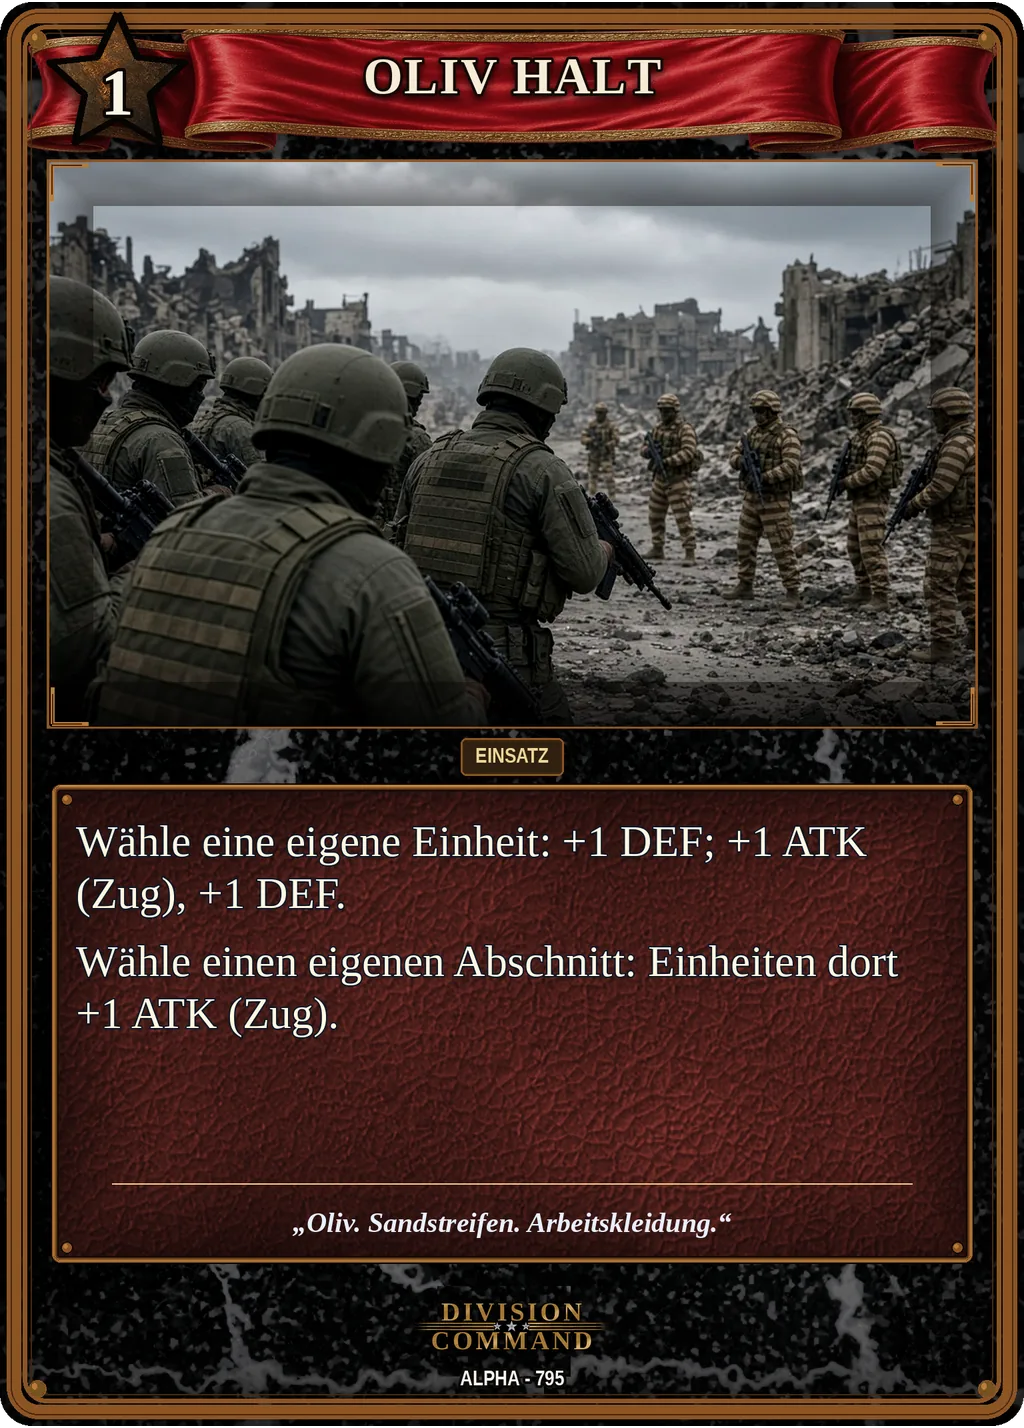 1
OLIV HALT
EINSATZ
Wähle eine eigene Einheit: +1 DEF; +1 ATK
(Zug), +1 DEF.
Wähle einen eigenen Abschnitt: Einheiten dort
+1 ATK (Zug).
„Oliv. Sandstreifen. Arbeitskleidung.“
DIVISION
COMMAND
ALPHA - 795